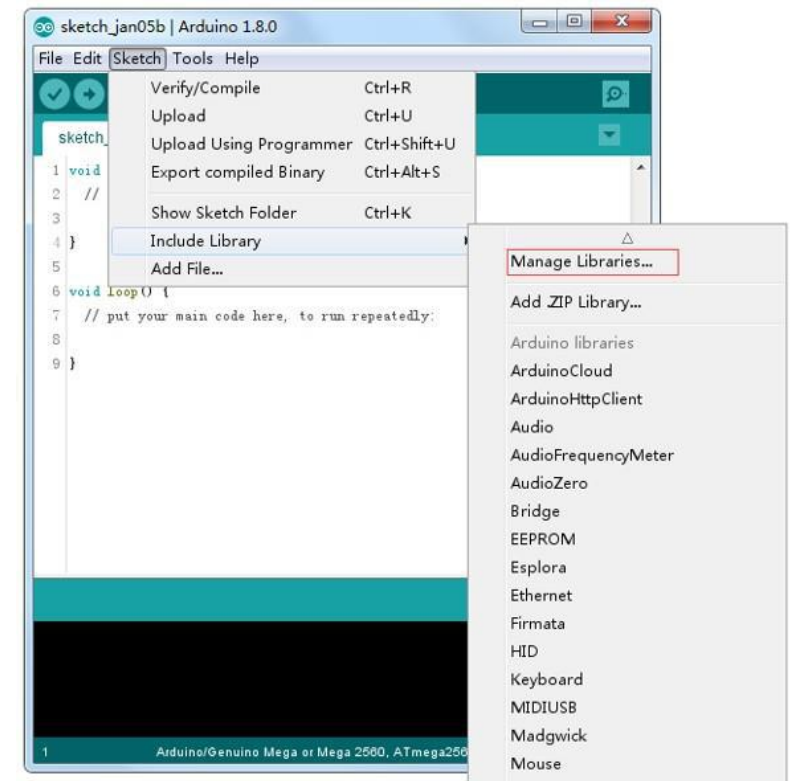 sketch_jan05b | Arduino 1.8.0
File Edit Sketch Tools Help
Verify/Compile Ctrl+R
Upload Ctrl+U
Upload Using Programmer Ctrl+Shift+U
Export compiled Binary Ctrl+Alt+S
Show Sketch Folder Ctrl+K
Include Library
Add File...
sketch_
1 void
2 //
3
4 }
5
6 void loop() {
7 // put your main code here, to run repeatedly:
8
9 }
Manage Libraries...
Add .ZIP Library...
Arduino libraries
ArduinoCloud
ArduinoHttpClient
Audio
AudioFrequencyMeter
AudioZero
Bridge
EEPROM
Esplora
Ethernet
Firmata
HID
Keyboard
MIDIUSB
Madgwick
Mouse
1 Arduino/Genuino Mega or Mega 2560, ATmega256